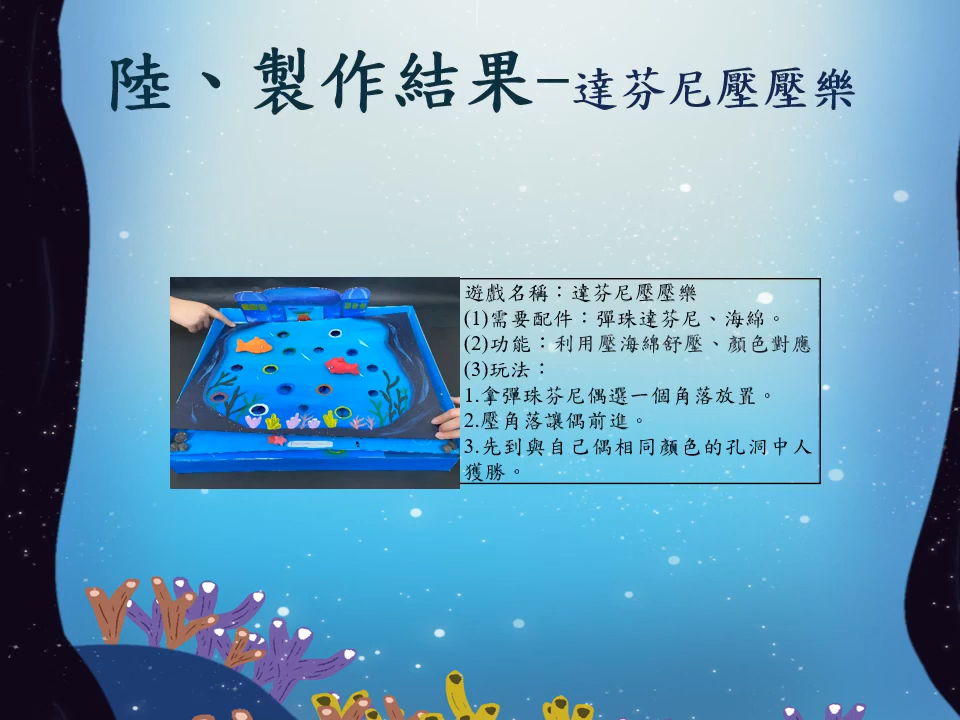 陸、製作結果-達芬尼壓壓樂
遊戲名稱：達芬尼壓壓樂
(1)需要配件：彈珠達芬尼、海綿。
(2)功能：利用壓海綿舒壓、顏色對應
(3)玩法：
1.拿彈珠芬尼偶選一個角落放置。
2.壓角落讓偶前進。
3.先到與自己偶相同顏色的孔洞中人
獲勝。